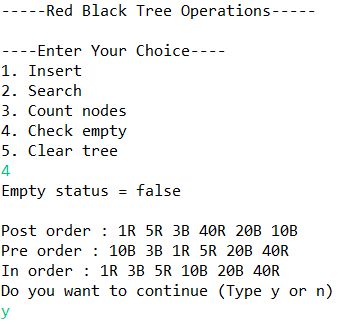 -----Red Black Tree Operations-----
----Enter Your Choice----
1. Insert
2. Search
3. Count nodes
4. Check empty
5. Clear tree
4
Empty status = false
Post order : 1R 5R 3B 40R 20B 10B
Pre order : 10B 3B 1R 5R 20B 40R
In order : 1R 3B 5R 10B 20B 40R
Do you want to continue (Type y or n)
y